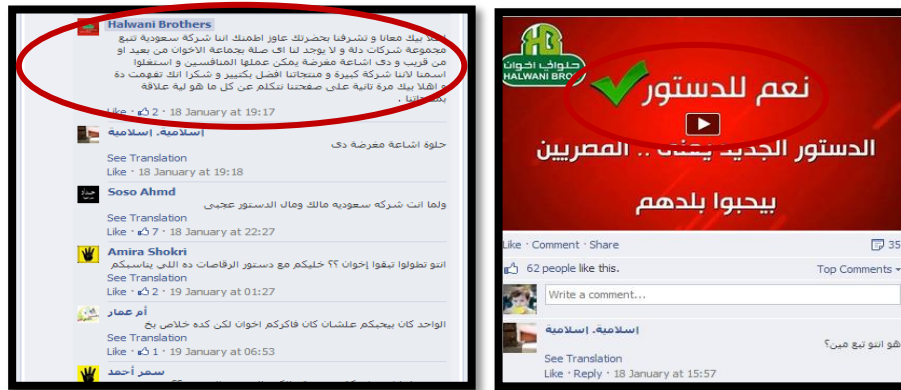 Halwani Brothers
اهلا بيك معانا و تشرفنا بحضرتك عاوز اطمنك اننا شركة سعودية تتبع
مجموعة شركات دلة و لا يوجد لنا اى صلة بجماعة الاخوان من بعيد او
من قريب و دى اشاعة مغرضة يمكن عملها المنافسين و استغلوا
اسمنا لاننا شركة كبيرة و منتجاتنا افضل بكتيير و شكرا انك تفهمت دة
و اهلا بيك مرة تانية على صفحتنا نتكلم عن كل ما هو لية علاقة
بمنتجاتنا .
Like · 2 · 18 January at 19:17
إسلامية. إسلامية
حلوة اشاعة مغرضة دى
See Translation
Like · 18 January at 19:18
Soso Ahmd
ولما انت شركه سعوديه مالك ومال الدستور عجبى
See Translation
Like · 7 · 18 January at 22:27
Amira Shokri
انتو تطولوا تبقوا إخوان ؟؟ خليكم مع دستور الرقاصات ده اللي يناسبكم
See Translation
Like · 2 · 19 January at 01:27
أم عمار
الواحد كان بيحبكم علشان كان فاكركم اخوان لكن كده خلاص بخ
See Translation
Like · 1 · 19 January at 06:53
سمر أحمد
حلواني اخوان
HALWANI BRO
نعم للدستور
الدستور الجديد يعنى .. المصريين
بيحبوا بلدهم
Like · Comment · Share
35
62 people like this.
Top Comments
Write a comment...
إسلامية. إسلامية
هو انتو تبع مين؟
See Translation
Like · Reply · 18 January at 15:57